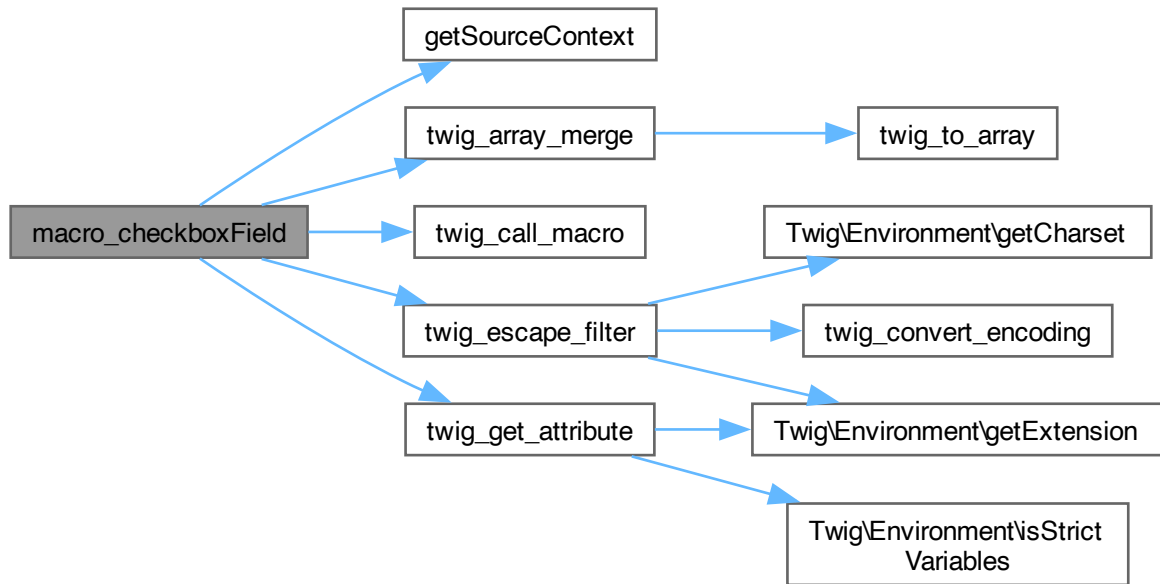 getSourceContext
twig_array_merge
twig_to_array
macro_checkboxField
twig_call_macro
Twig\Environment\getCharset
twig_escape_filter
twig_convert_encoding
twig_get_attribute
Twig\Environment\getExtension
Twig\Environment\isStrict
Variables